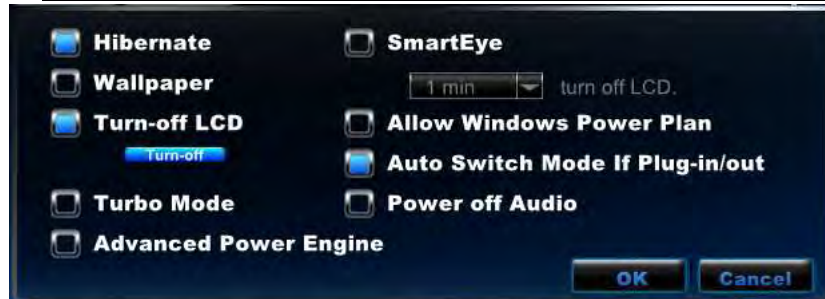 Hibernate
SmartEye
Wallpaper
1 min turn off LCD.
Turn-off LCD
Allow Windows Power Plan
Turn-off
Auto Switch Mode If Plug-in/out
Turbo Mode
Power off Audio
Advanced Power Engine
OK
Cancel